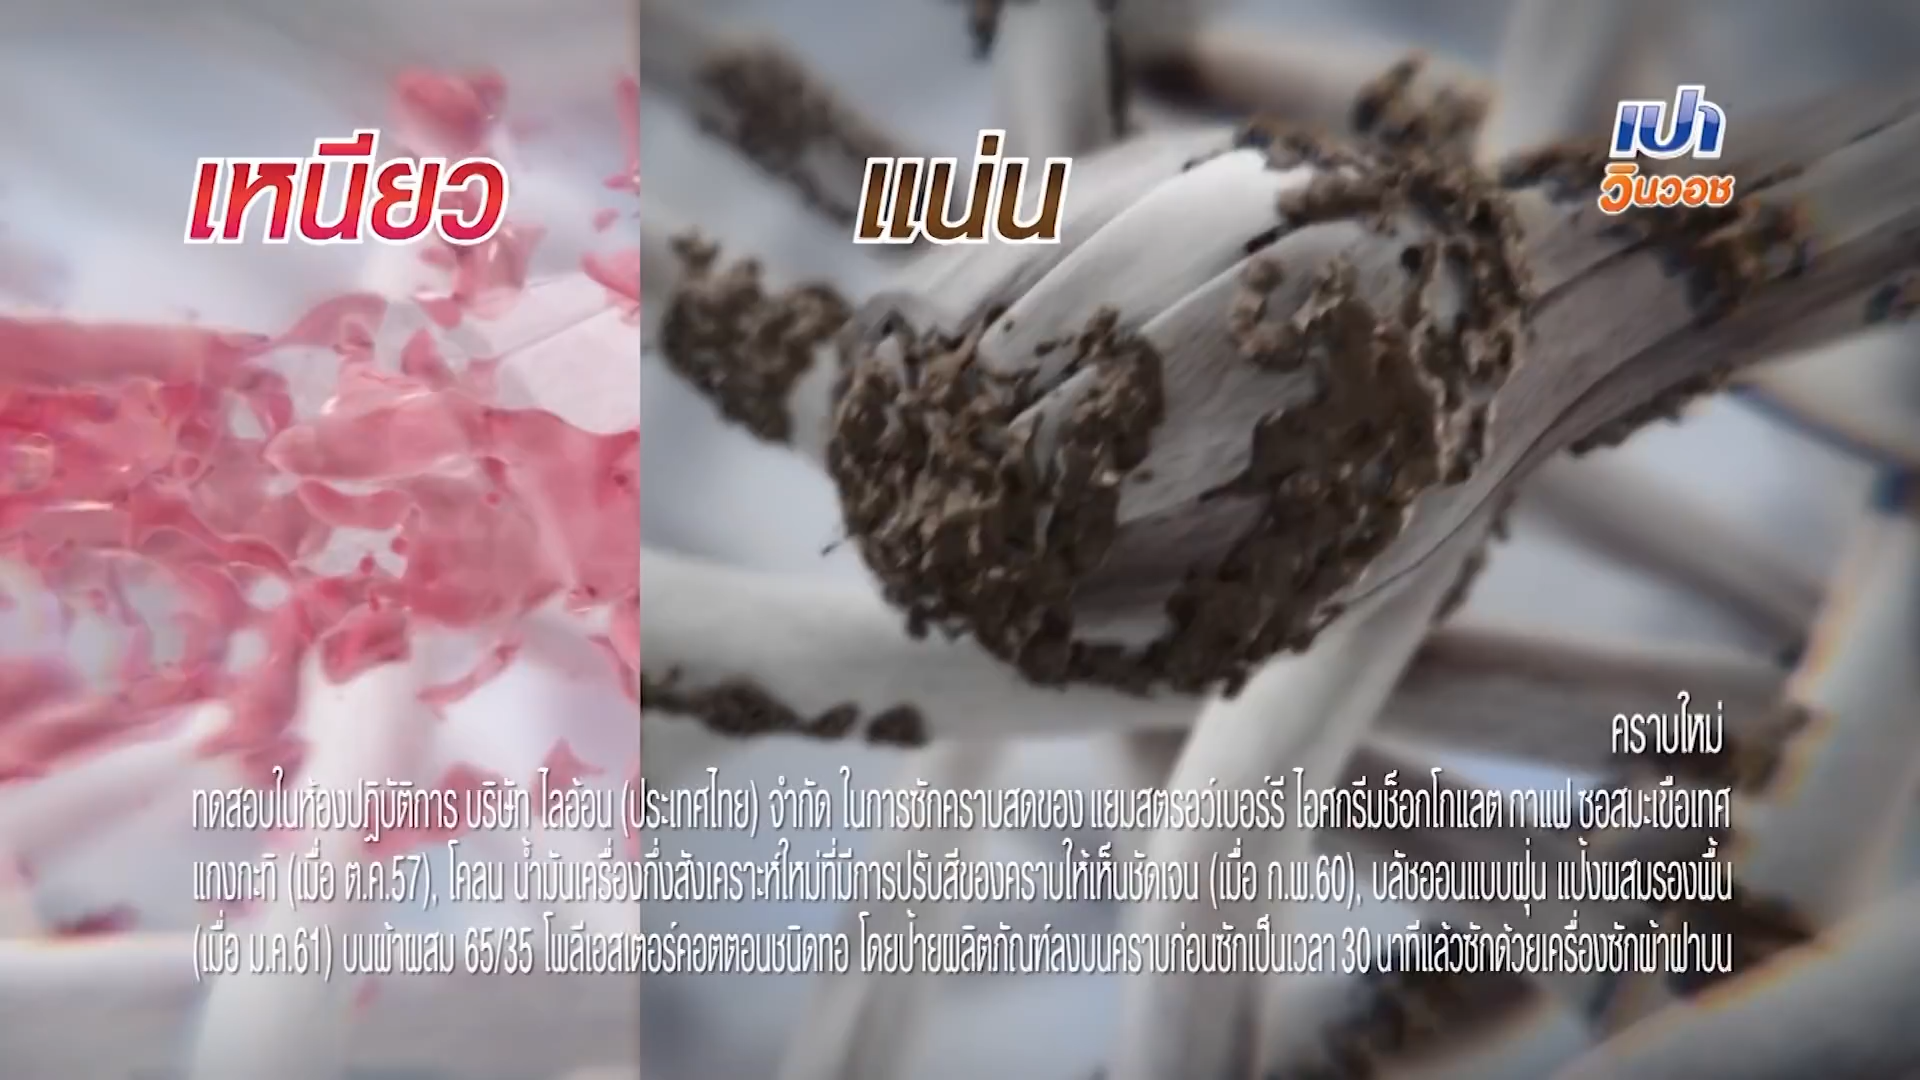 เหนียว
แน่น
เปา
วินวอช
คราบใหม่
ทดสอบในห้องปฏิบัติการ บริษัท ไลอ้อน (ประเทศไทย) จำกัด ในการซักคราบสดของ แยมสตรอว์เบอร์รี ไอศกรีมช็อกโกแลต กาแฟ ซอสมะเขือเทศ
แกงกะทิ (เมื่อ ต.ค.57), โคลน น้ำมันเครื่องกึ่งสังเคราะห์ใหม่ที่มีการปรับสีของคราบให้เห็นชัดเจน (เมื่อ ก.พ.60), บลัชออนแบบฝุ่น แป้งผสมรองพื้น
(เมื่อ ม.ค.61) บนผ้าผสม 65/35 โพลีเอสเตอร์คอตตอนชนิดทอ โดยป้ายผลิตภัณฑ์ลงบนคราบก่อนซักเป็นเวลา 30 นาทีแล้วซักด้วยเครื่องซักผ้าฝาบน